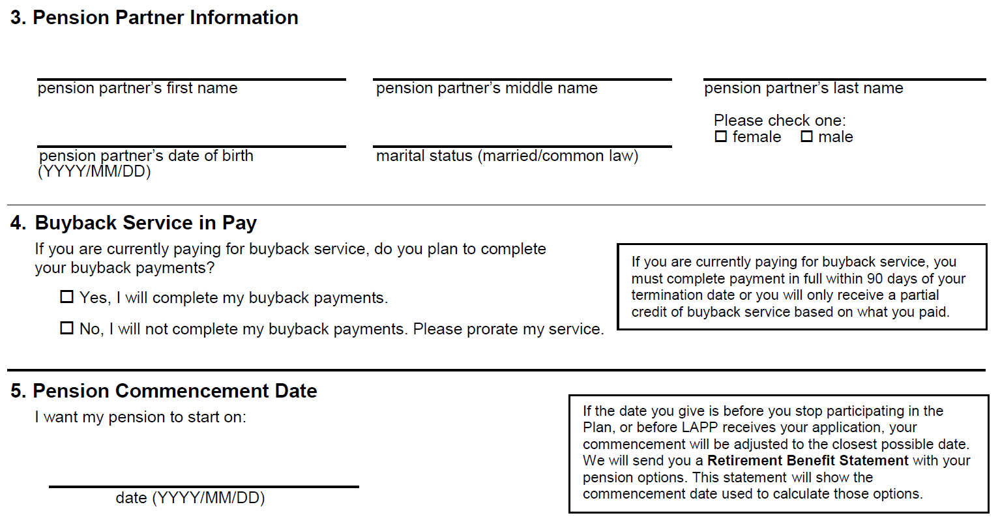 3. Pension Partner Information
pension partner’s first name
pension partner’s middle name
pension partner’s last name
Please check one:
☐ female ☐ male
pension partner’s date of birth
(YYYY/MM/DD)
marital status (married/common law)
4. Buyback Service in Pay
If you are currently paying for buyback service, do you plan to complete
your buyback payments?
☐ Yes, I will complete my buyback payments.
☐ No, I will not complete my buyback payments. Please prorate my service.
If you are currently paying for buyback service, you
must complete payment in full within 90 days of your
termination date or you will only receive a partial
credit of buyback service based on what you paid.
5. Pension Commencement Date
I want my pension to start on:
date (YYYY/MM/DD)
If the date you give is before you stop participating in the
Plan, or before LAPP receives your application, your
commencement will be adjusted to the closest possible date.
We will send you a Retirement Benefit Statement with your
pension options. This statement will show the
commencement date used to calculate those options.